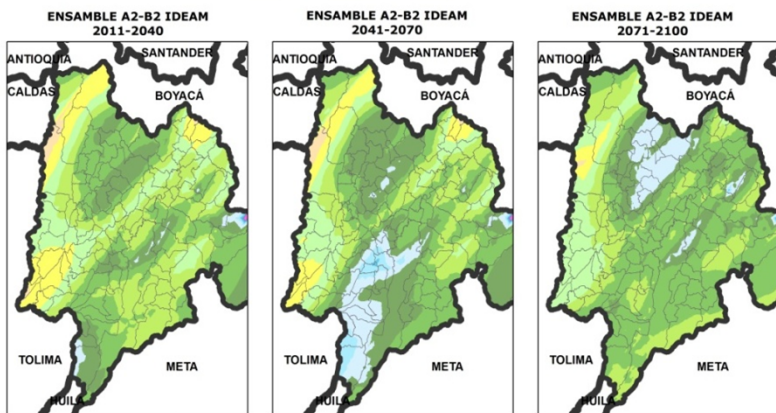 ENSAMBLE A2-B2 IDEAM
2011-2040
ANTIOQUIA
SANTANDER
CALDAS
BOYACÁ
TOLIMA
META
HUILA
ENSAMBLE A2-B2 IDEAM
2041-2070
ANTIOQUIA
SANTANDER
CALDAS
BOYACÁ
TOLIMA
META
HUILA
ENSAMBLE A2-B2 IDEAM
2071-2100
ANTIOQUIA
SANTANDER
CALDAS
BOYACÁ
TOLIMA
META
HUILA